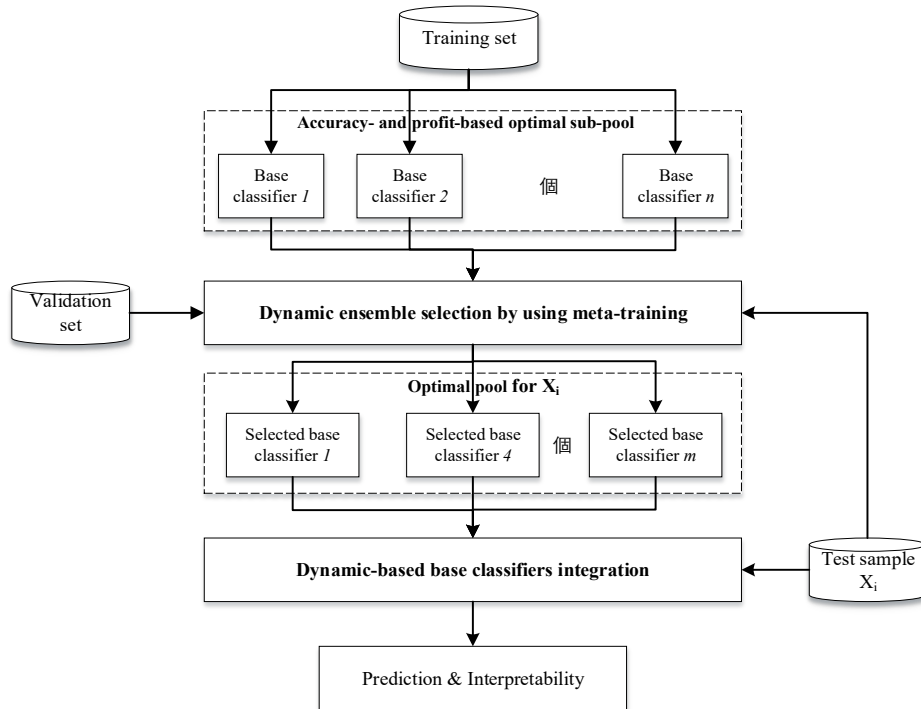 Training set
Accuracy- and profit-based optimal sub-pool
Base
classifier 1
Base
classifier 2
個
Base
classifier n
Validation
set
Dynamic ensemble selection by using meta-training
Optimal pool for Xi
Selected base
classifier 1
Selected base
classifier 4
個
Selected base
classifier m
Dynamic-based base classifiers integration
Test sample
Xi
Prediction & Interpretability